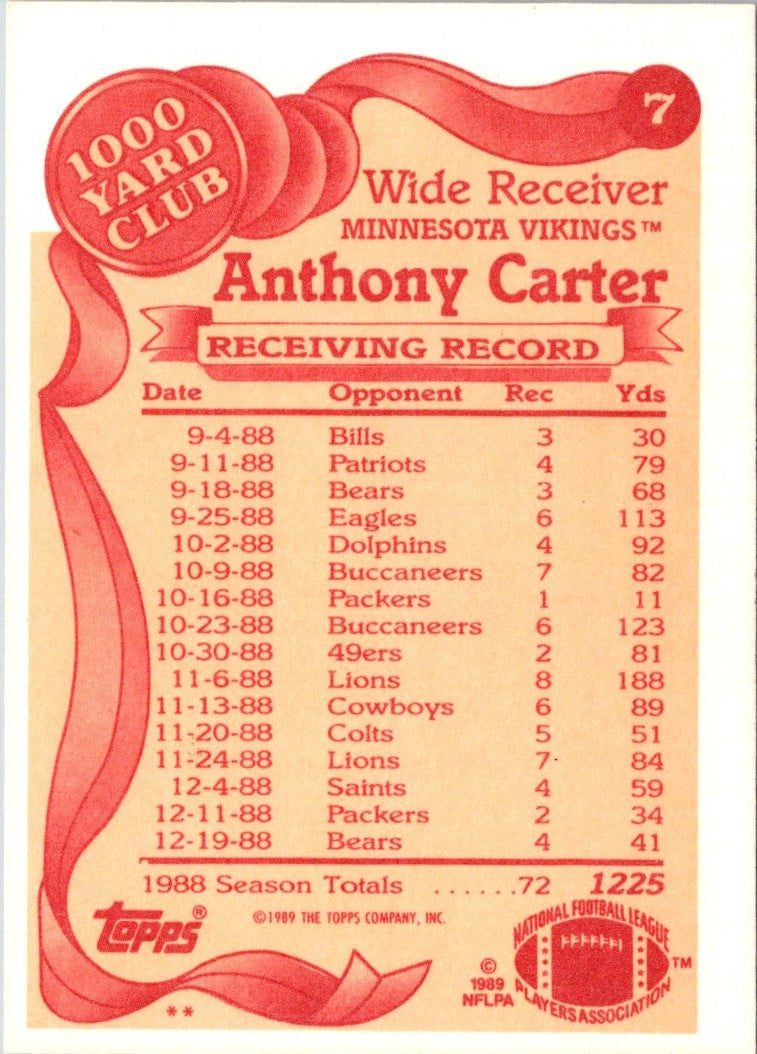 7
1000
YARD
CLUB
Wide Receiver
MINNESOTA VIKINGS™
Anthony Carter
RECEIVING RECORD
Date Opponent Rec Yds
9-4-88 Bills 3 30
9-11-88 Patriots 4 79
9-18-88 Bears 3 68
9-25-88 Eagles 6 113
10-2-88 Dolphins 4 92
10-9-88 Buccaneers 7 82
10-16-88 Packers 1 11
10-23-88 Buccaneers 6 123
10-30-88 49ers 2 81
11-6-88 Lions 8 188
11-13-88 Cowboys 6 89
11-20-88 Colts 5 51
11-24-88 Lions 7 84
12-4-88 Saints 4 59
12-11-88 Packers 2 34
12-19-88 Bears 4 41
1988 Season Totals ......72 1225
Topps®
©1989 THE TOPPS COMPANY, INC.
NATIONAL FOOTBALL LEAGUE
PLAYERS ASSOCIATION
™
©
1989
NFLPA
**